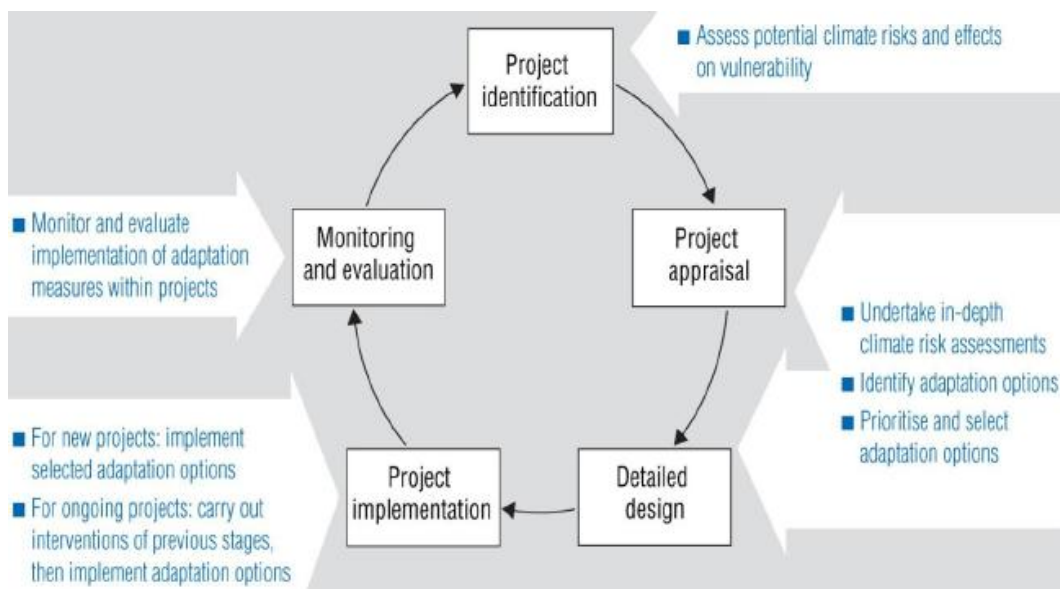 Project
identification
■ Assess potential climate risks and effects
on vulnerability
■ Monitor and evaluate
implementation of adaptation
measures within projects
Monitoring
and evaluation
Project
appraisal
■ Undertake in-depth
climate risk assessments
■ Identify adaptation options
■ Prioritise and select
adaptation options
■ For new projects: implement
selected adaptation options
■ For ongoing projects: carry out
interventions of previous stages,
then implement adaptation options
Project
implementation
Detailed
design